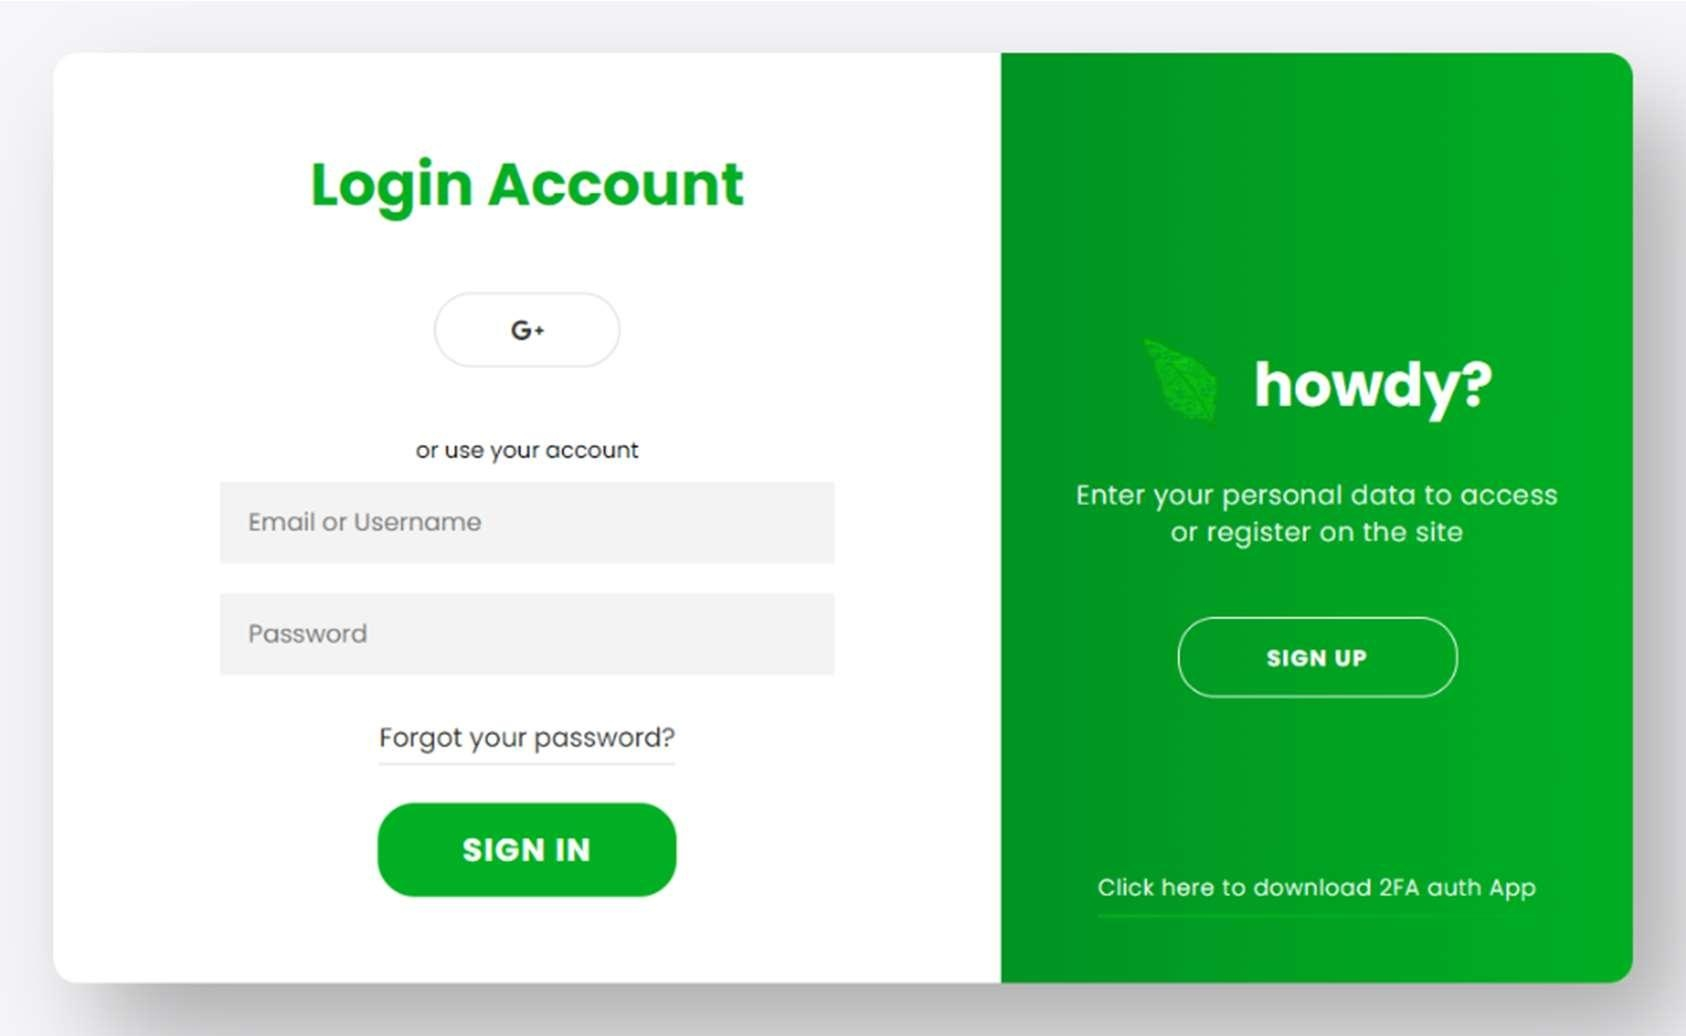 Login Account
G+
or use your account
Email or Username
Password
Forgot your password?
SIGN IN
howdy?
Enter your personal data to access
or register on the site
SIGN UP
Click here to download 2FA auth App